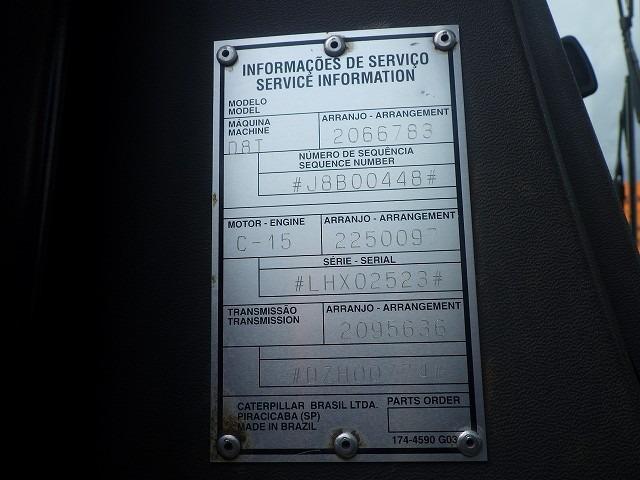 INFORMAÇÕES DE SERVIÇO
SERVICE INFORMATION
MODELO
MODEL
MÁQUINA
MACHINE
D8T
ARRANJO - ARRANGEMENT
2066783
NÚMERO DE SEQUÊNCIA
SEQUENCE NUMBER
#J8B00448#
MOTOR - ENGINE
C-15
ARRANJO - ARRANGEMENT
2250097
SÉRIE - SERIAL
#LHX02523#
TRANSMISSÃO
TRANSMISSION
ARRANJO - ARRANGEMENT
2095636
CATERPILLAR BRASIL LTDA.
PIRACICABA (SP)
MADE IN BRAZIL
PARTS ORDER
174-4590 G03